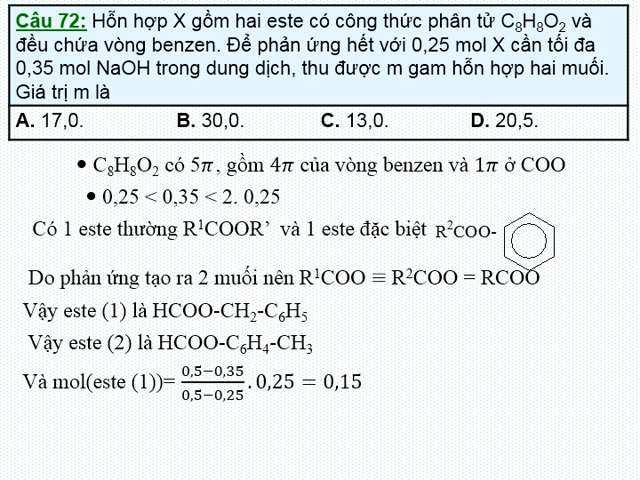 Câu 72: Hỗn hợp X gồm hai este có công thức phân tử C₈H₈O₂ và
đều chứa vòng benzen. Để phản ứng hết với 0,25 mol X cần tối đa
0,35 mol NaOH trong dung dịch, thu được m gam hỗn hợp hai muối.
Giá trị m là
A. 17,0. B. 30,0. C. 13,0. D. 20,5.
• C₈H₈O₂ có 5π, gồm 4π của vòng benzen và 1π ở COO
• 0,25 < 0,35 < 2. 0,25
Có 1 este thường R¹COOR’ và 1 este đặc biệt R²COO-
Do phản ứng tạo ra 2 muối nên R¹COO ≡ R²COO = RCOO
Vậy este (1) là HCOO-CH₂-C₆H₅
Vậy este (2) là HCOO-C₆H₄-CH₃
Và mol(este (1))= (0,5−0,35)/(0,5−0,25) . 0,25 = 0,15